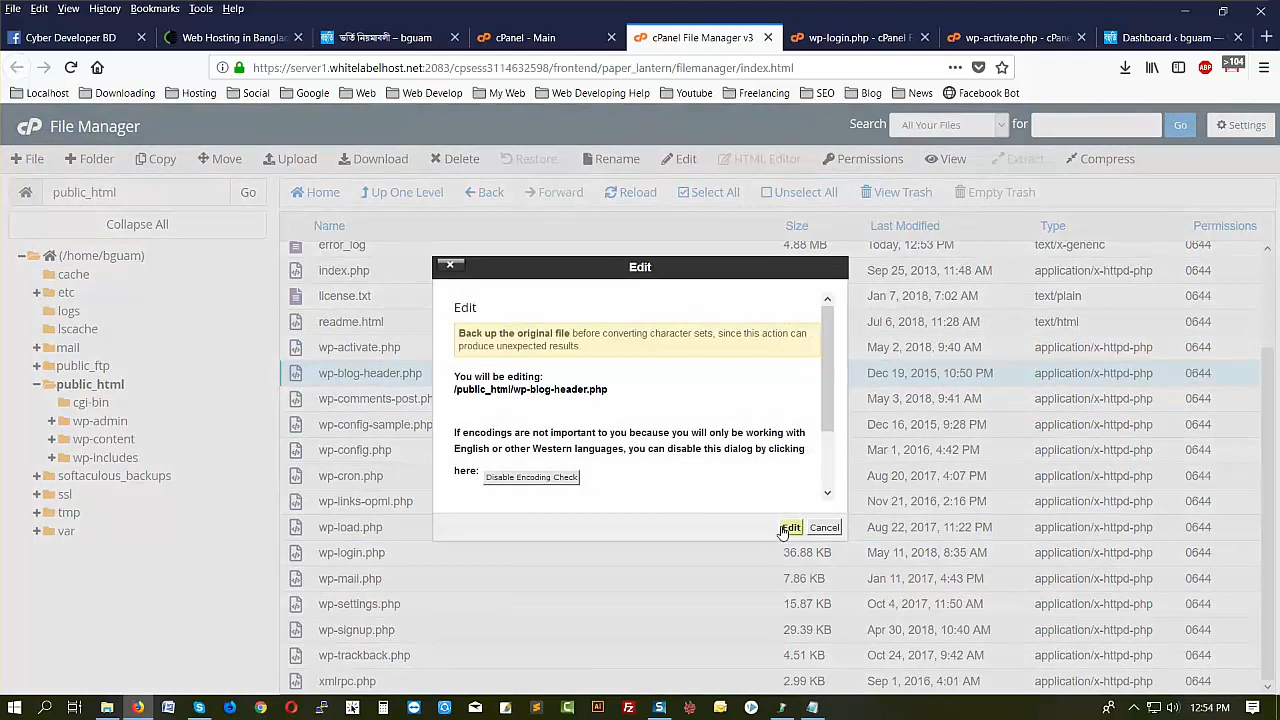 File Edit View History Bookmarks Tools Help
Cyber Developer BD
Web Hosting in Banglad
ভর্তি নিয়মাবলী – bguam
cPanel - Main
cPanel File Manager v3
wp-login.php - cPanel F
wp-activate.php - cPane
Dashboard ‹ bguam —
https://server1.whitelabelhost.net:2083/cpsess3114632598/frontend/paper_lantern/filemanager/index.html
>104
ABP
Localhost Downloading Hosting Social Google Web Web Develop My Web Web Developing Help Youtube Freelancing SEO Blog News Facebook Bot
cP File Manager
Search All Your Files for Go Settings
File Folder Copy Move Upload Download Delete Restore Rename Edit HTML Editor Permissions View Extract Compress
public_html Go
Home Up One Level Back Forward Reload Select All Unselect All View Trash Empty Trash
Collapse All
(/home/bguam)
cache
etc
logs
lscache
mail
public_ftp
public_html
cgi-bin
wp-admin
wp-content
wp-includes
softaculous_backups
ssl
tmp
var
Name Size Last Modified Type Permissions
error_log 4.88 MB Today, 12:53 PM text/x-generic 0644
index.php Sep 25, 2013, 11:48 AM application/x-httpd-php 0644
license.txt Jan 7, 2018, 7:02 AM text/plain 0644
readme.html Jul 6, 2018, 11:28 AM text/html 0644
wp-activate.php May 2, 2018, 9:40 AM application/x-httpd-php 0644
wp-blog-header.php Dec 19, 2015, 10:50 PM application/x-httpd-php 0644
wp-comments-post.ph May 3, 2018, 9:41 AM application/x-httpd-php 0644
wp-config-sample.php Dec 16, 2015, 9:28 PM application/x-httpd-php 0644
wp-config.php Mar 1, 2016, 4:42 AM application/x-httpd-php 0644
wp-cron.php Aug 20, 2017, 4:07 PM application/x-httpd-php 0644
wp-links-opml.php Nov 21, 2016, 2:16 PM application/x-httpd-php 0644
wp-load.php Aug 22, 2017, 11:22 PM application/x-httpd-php 0644
wp-login.php 36.88 KB May 11, 2018, 8:35 AM application/x-httpd-php 0644
wp-mail.php 7.86 KB Jan 11, 2017, 4:43 PM application/x-httpd-php 0644
wp-settings.php 15.87 KB Oct 4, 2017, 11:50 AM application/x-httpd-php 0644
wp-signup.php 29.39 KB Apr 30, 2018, 10:40 AM application/x-httpd-php 0644
wp-trackback.php 4.51 KB Oct 24, 2017, 9:42 AM application/x-httpd-php 0644
xmlrpc.php 2.99 KB Sep 1, 2016, 4:01 AM application/x-httpd-php 0644
Edit
Edit
Back up the original file before converting character sets, since this action can
produce unexpected results.
You will be editing:
/public_html/wp-blog-header.php
If encodings are not important to you because you will only be working with
English or other Western languages, you can disable this dialog by clicking
here: Disable Encoding Check
Edit Cancel
12:54 PM